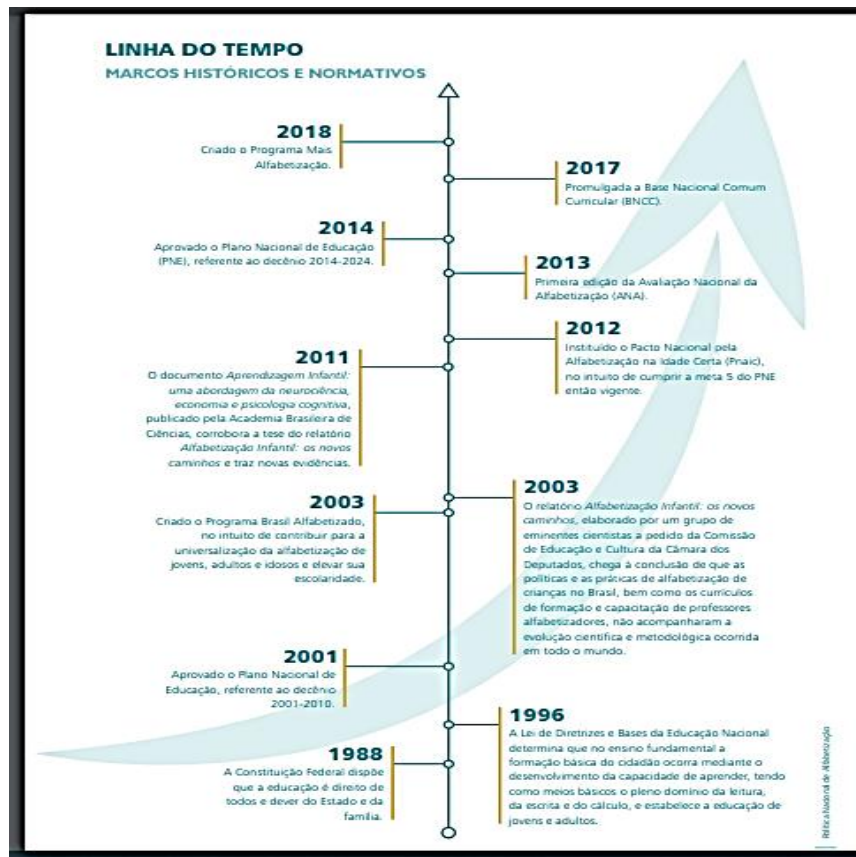 LINHA DO TEMPO
MARCOS HISTÓRICOS E NORMATIVOS
2018
Criado o Programa Mais
Alfabetização.
2017
Promulgada a Base Nacional Comum
Curricular (BNCC).
2014
Aprovado o Plano Nacional de Educação
(PNE), referente ao decênio 2014-2024.
2013
Primeira edição da Avaliação Nacional da
Alfabetização (ANA).
2012
Instituído o Pacto Nacional pela
Alfabetização na Idade Certa (Pnaic),
no intuito de cumprir a meta 5 do PNE
então vigente.
2011
O documento Aprendizagem Infantil:
uma abordagem da neurociência,
economia e psicologia cognitiva,
publicado pela Academia Brasileira de
Ciências, corrobora a tese do relatório
Alfabetização Infantil: os novos
caminhos e traz novas evidências.
2003
O relatório Alfabetização Infantil: os novos
caminhos, elaborado por um grupo de
eminentes cientistas a pedido da Comissão
de Educação e Cultura da Câmara dos
Deputados, chega à conclusão de que as
políticas e as práticas de alfabetização de
crianças no Brasil, bem como os currículos
de formação e capacitação de professores
alfabetizadores, não acompanharam a
evolução científica e metodológica ocorrida
em todo o mundo.
2003
Criado o Programa Brasil Alfabetizado,
no intuito de contribuir para a
universalização da alfabetização de
jovens, adultos e idosos e elevar sua
escolaridade.
2001
Aprovado o Plano Nacional de
Educação, referente ao decênio
2001-2010.
1996
A Lei de Diretrizes e Bases da Educação Nacional
determina que no ensino fundamental a
formação básica do cidadão ocorra mediante o
desenvolvimento da capacidade de aprender, tendo
como meios básicos o pleno domínio da leitura,
da escrita e do cálculo, e estabelece a educação de
jovens e adultos.
1988
A Constituição Federal dispõe
que a educação é direito de
todos e dever do Estado e da
família.
Política Nacional de Alfabetização